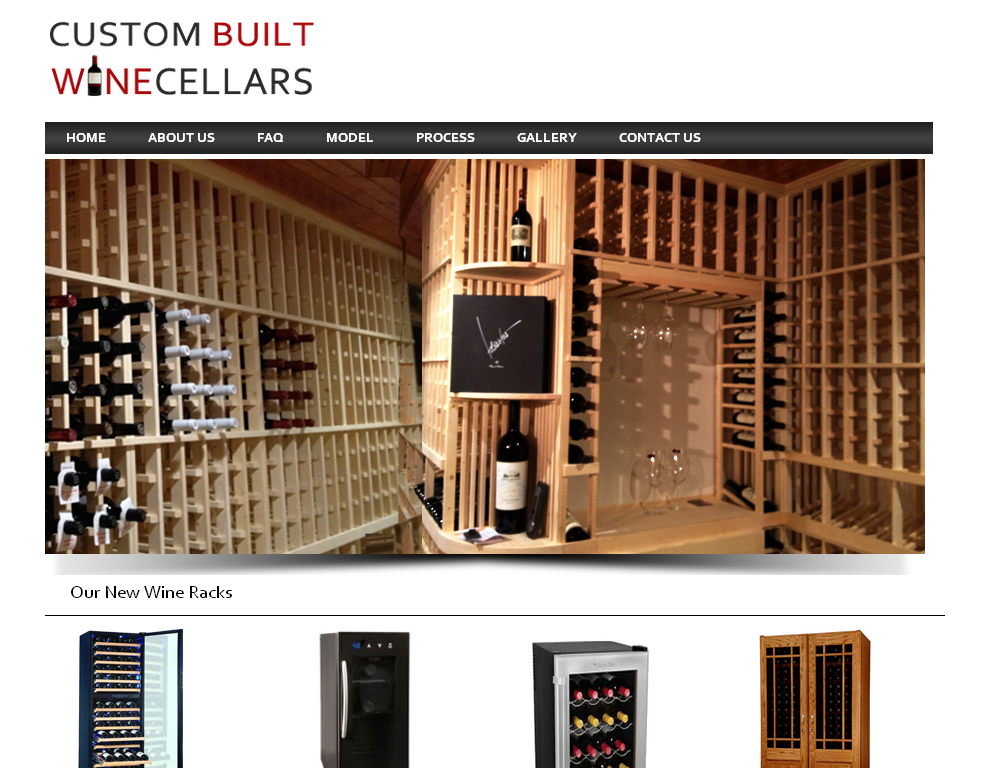 CUSTOM BUILT
WINECELLARS
HOME ABOUT US FAQ MODEL PROCESS GALLERY CONTACT US
Our New Wine Racks